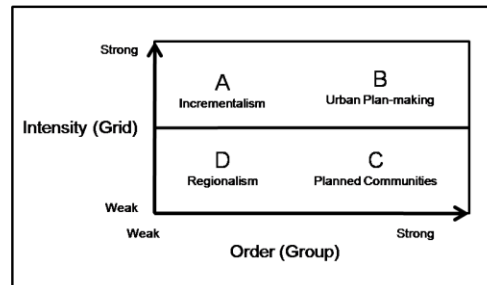 Strong
A
B
Incrementalism
Urban Plan-making
Intensity (Grid)
D
C
Regionalism
Planned Communities
Weak
Weak
Strong
Order (Group)